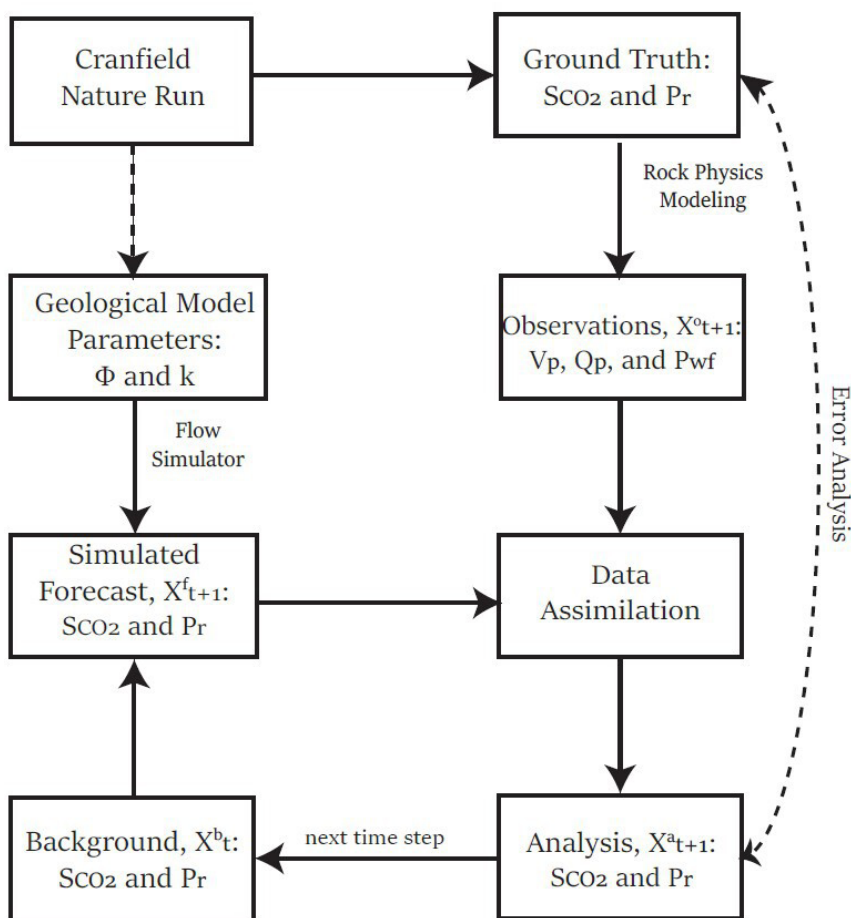 Cranfield
Nature Run
Ground Truth:
SCO2 and Pr
Rock Physics
Modeling
Geological Model
Parameters:
Φ and k
Observations, Xᵒt+1:
Vp, Qp, and Pwf
Flow
Simulator
Error Analysis
Simulated
Forecast, Xᶠt+1:
SCO2 and Pr
Data
Assimilation
Background, Xᵇt:
SCO2 and Pr
next time step
Analysis, Xᵃt+1:
SCO2 and Pr